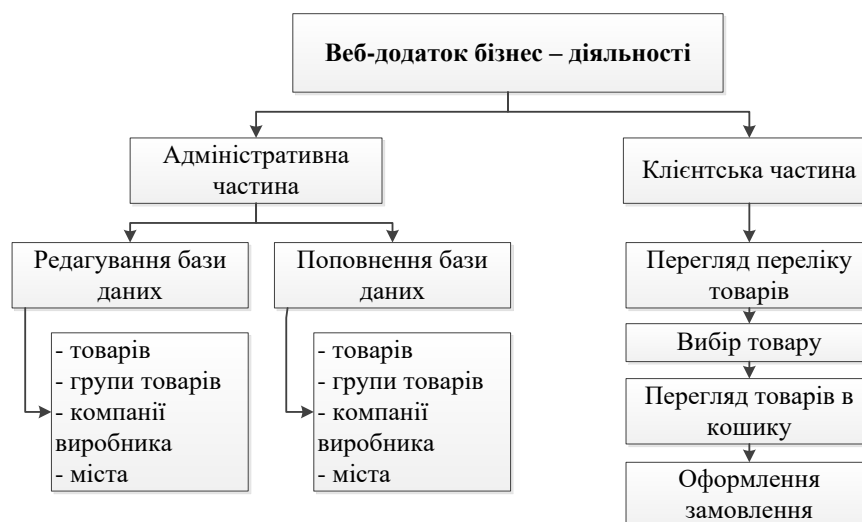 Веб-додаток бізнес – діяльності
Адміністративна
частина
Клієнтська частина
Редагування бази
даних
Поповнення бази
даних
Перегляд переліку
товарів
- товарів
- групи товарів
- компанії
виробника
- міста
- товарів
- групи товарів
- компанії
виробника
- міста
Вибір товару
Перегляд товарів в
кошику
Оформлення
замовлення